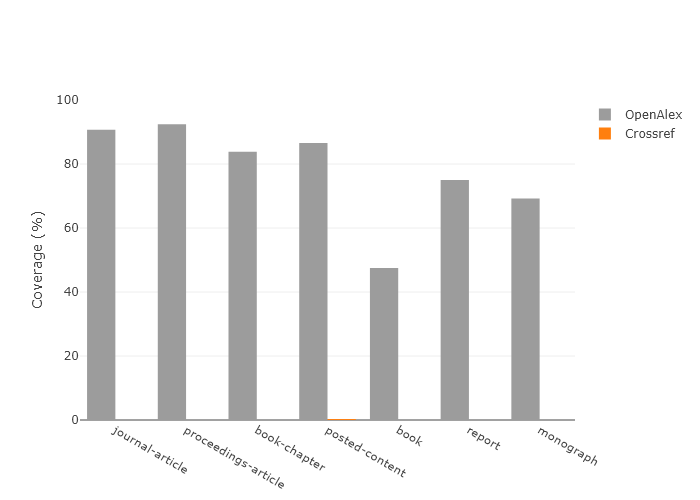 100
80
60
40
20
0
Coverage (%)
journal-article
proceedings-article
book-chapter
posted-content
book
report
monograph
OpenAlex
Crossref